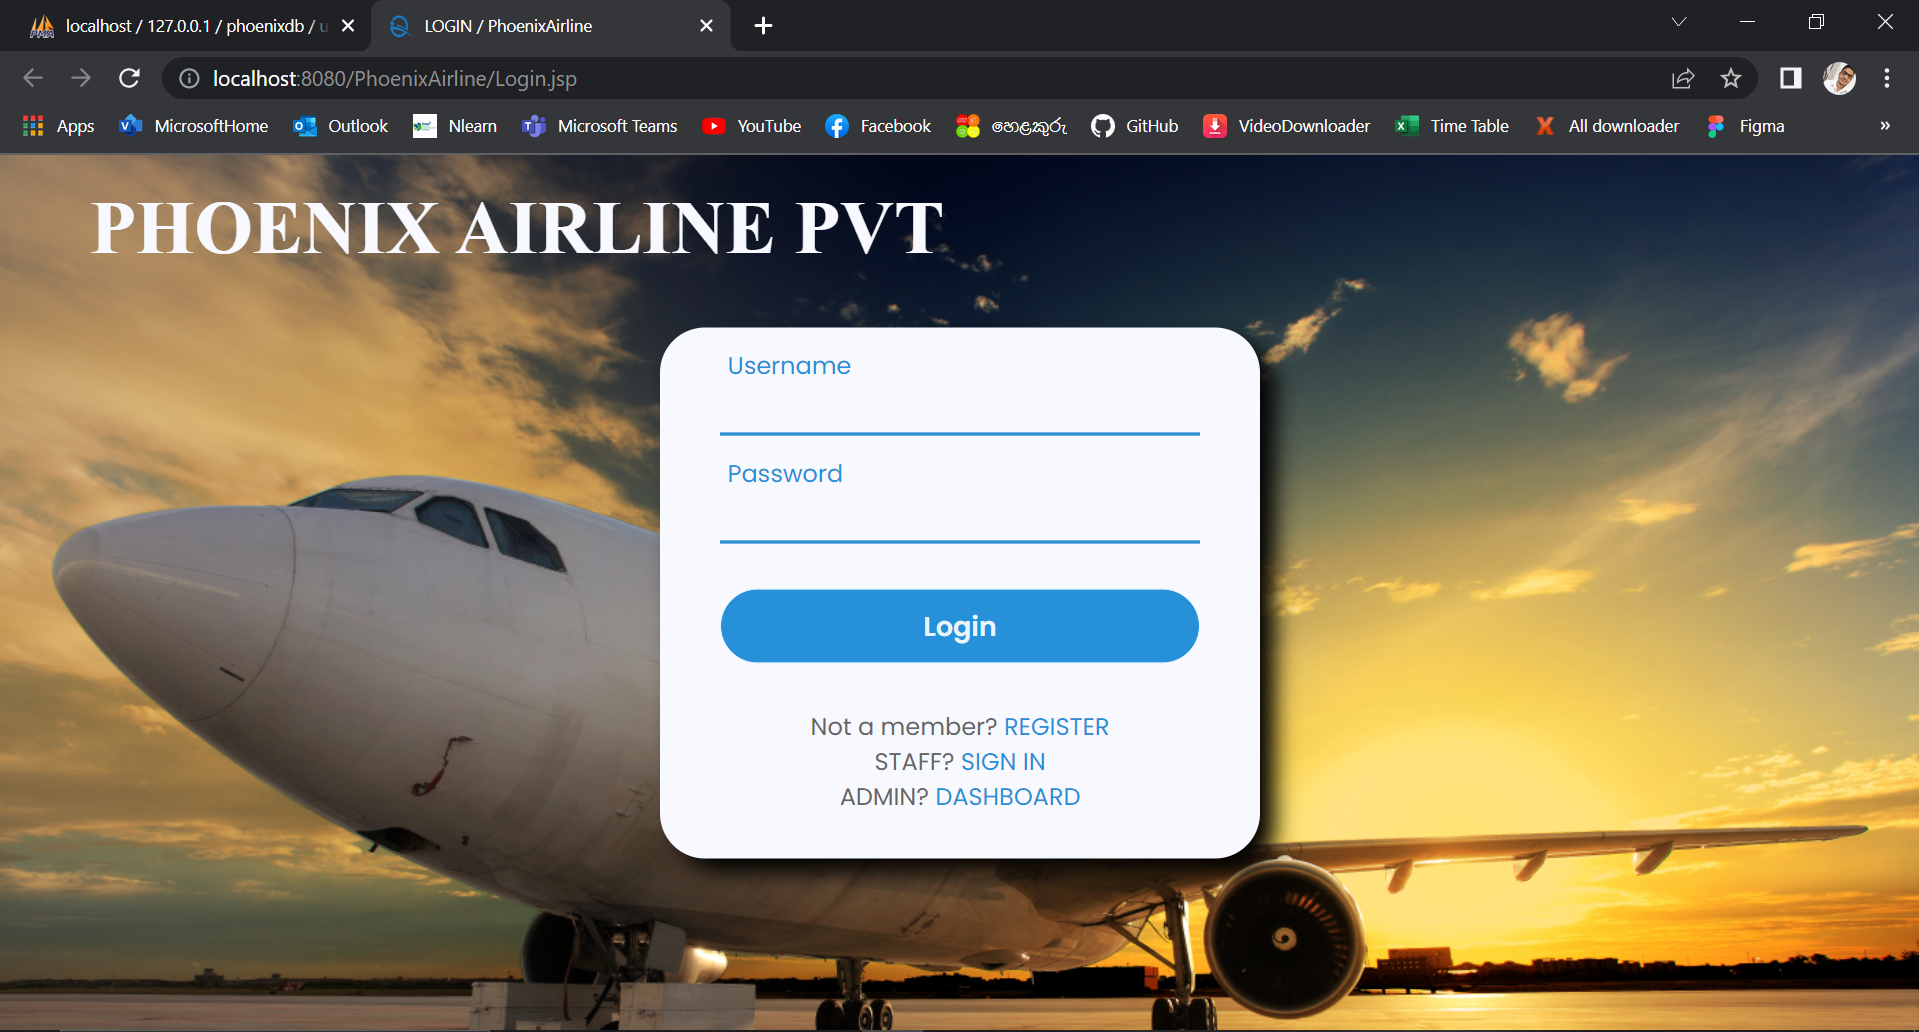 localhost / 127.0.0.1 / phoenixdb / u
LOGIN / PhoenixAirline
localhost:8080/PhoenixAirline/Login.jsp
Apps MicrosoftHome Outlook Nlearn Microsoft Teams YouTube Facebook හෙළකුරු GitHub VideoDownloader Time Table All downloader Figma »
PHOENIX AIRLINE PVT
Username
Password
Login
Not a member? REGISTER
STAFF? SIGN IN
ADMIN? DASHBOARD